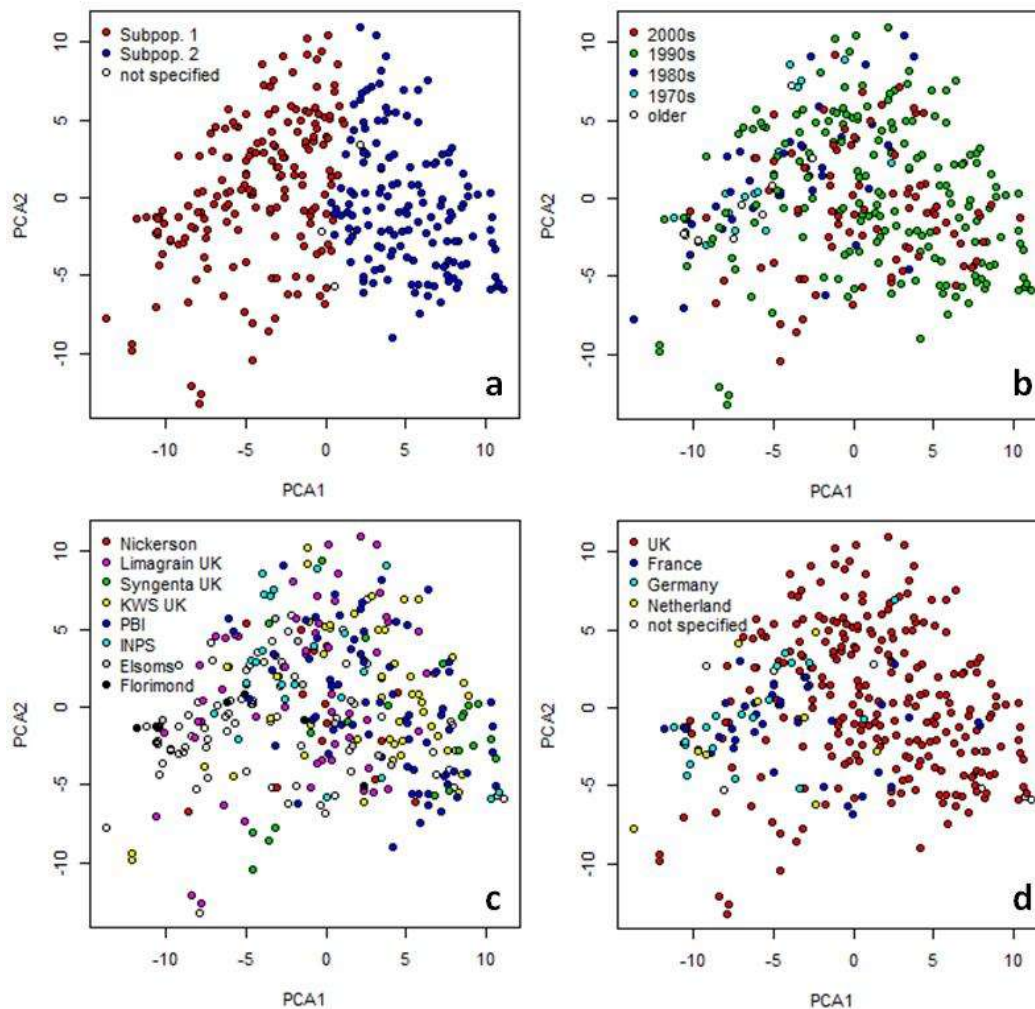 Subpop. 1
Subpop. 2
not specified
10
5
0
-5
-10
PCA2
-10
-5
0
5
10
PCA1
a
2000s
1990s
1980s
1970s
older
10
5
0
-5
-10
PCA2
-10
-5
0
5
10
PCA1
b
Nickerson
Limagrain UK
Syngenta UK
KWS UK
PBI
INPS
Elsoms
Florimond
10
5
0
-5
-10
PCA2
-10
-5
0
5
10
PCA1
c
UK
France
Germany
Netherland
not specified
10
5
0
-5
-10
PCA2
-10
-5
0
5
10
PCA1
d